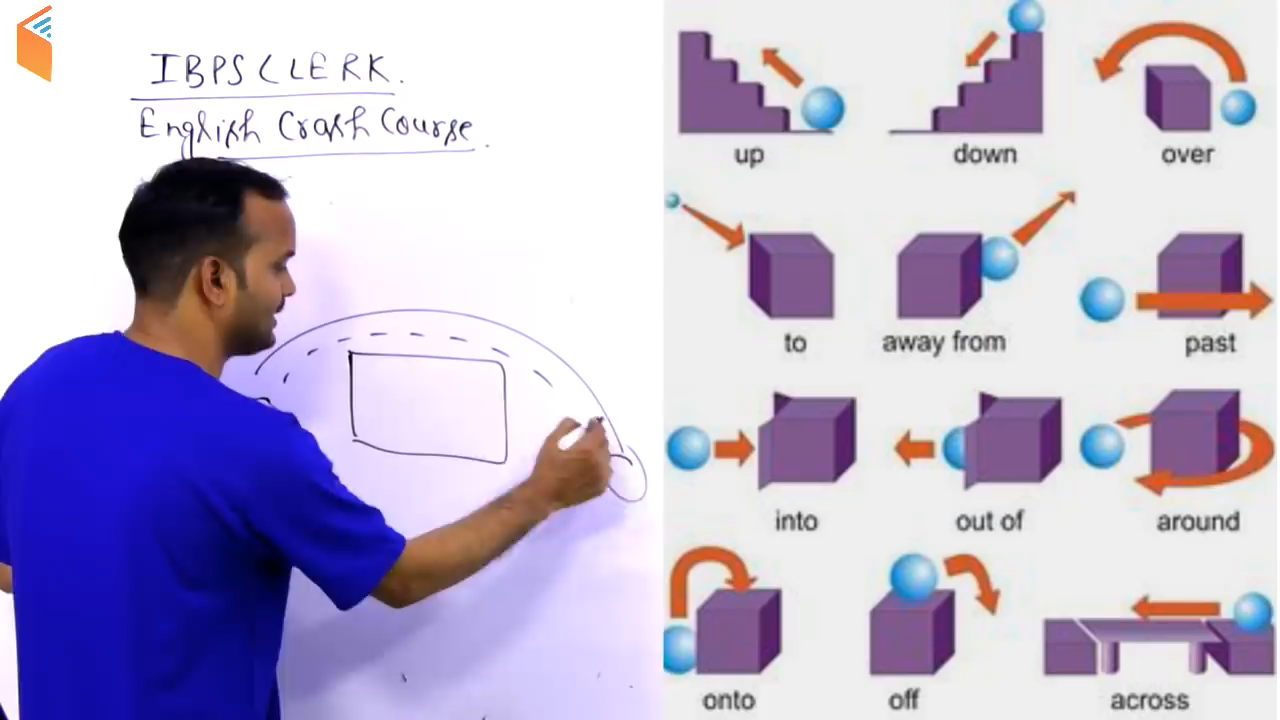 IBPS CLERK.
English Crash Course.
up down over
to away from past
into out of around
onto off across